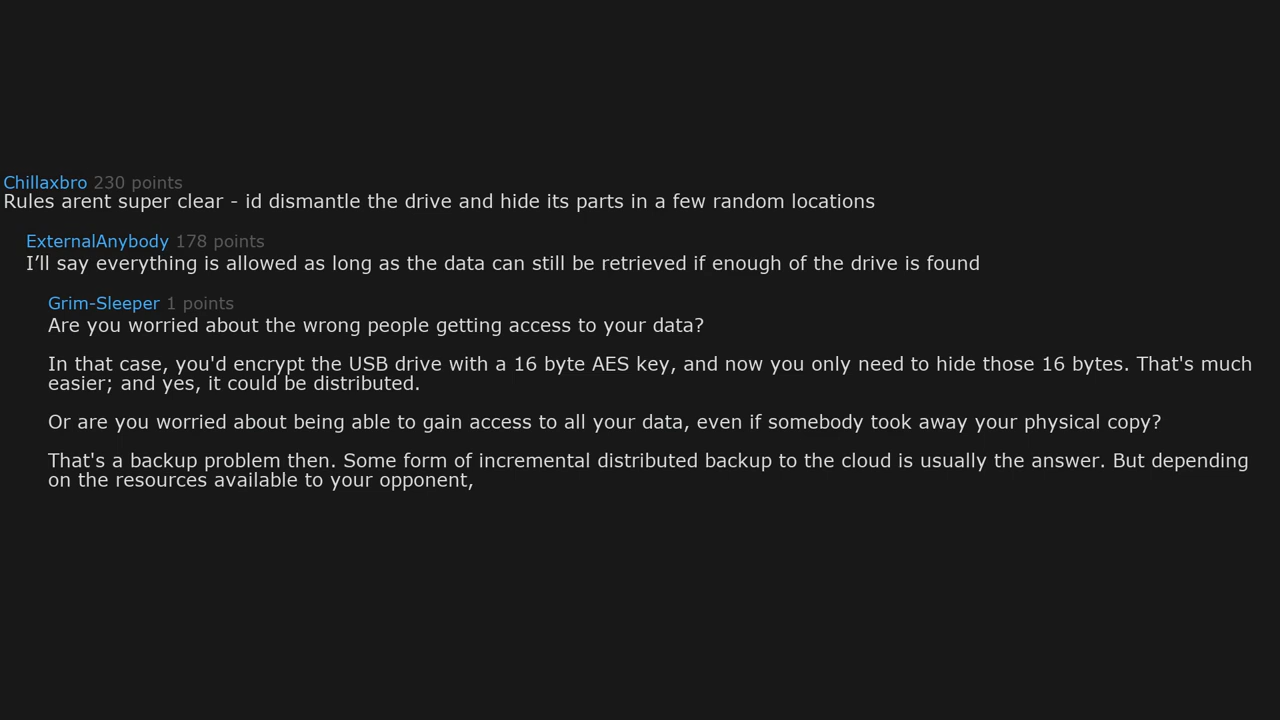 Chillaxbro 230 points
Rules arent super clear - id dismantle the drive and hide its parts in a few random locations
ExternalAnybody 178 points
I’ll say everything is allowed as long as the data can still be retrieved if enough of the drive is found
Grim-Sleeper 1 points
Are you worried about the wrong people getting access to your data?
In that case, you'd encrypt the USB drive with a 16 byte AES key, and now you only need to hide those 16 bytes. That's much
easier; and yes, it could be distributed.
Or are you worried about being able to gain access to all your data, even if somebody took away your physical copy?
That's a backup problem then. Some form of incremental distributed backup to the cloud is usually the answer. But depending
on the resources available to your opponent,